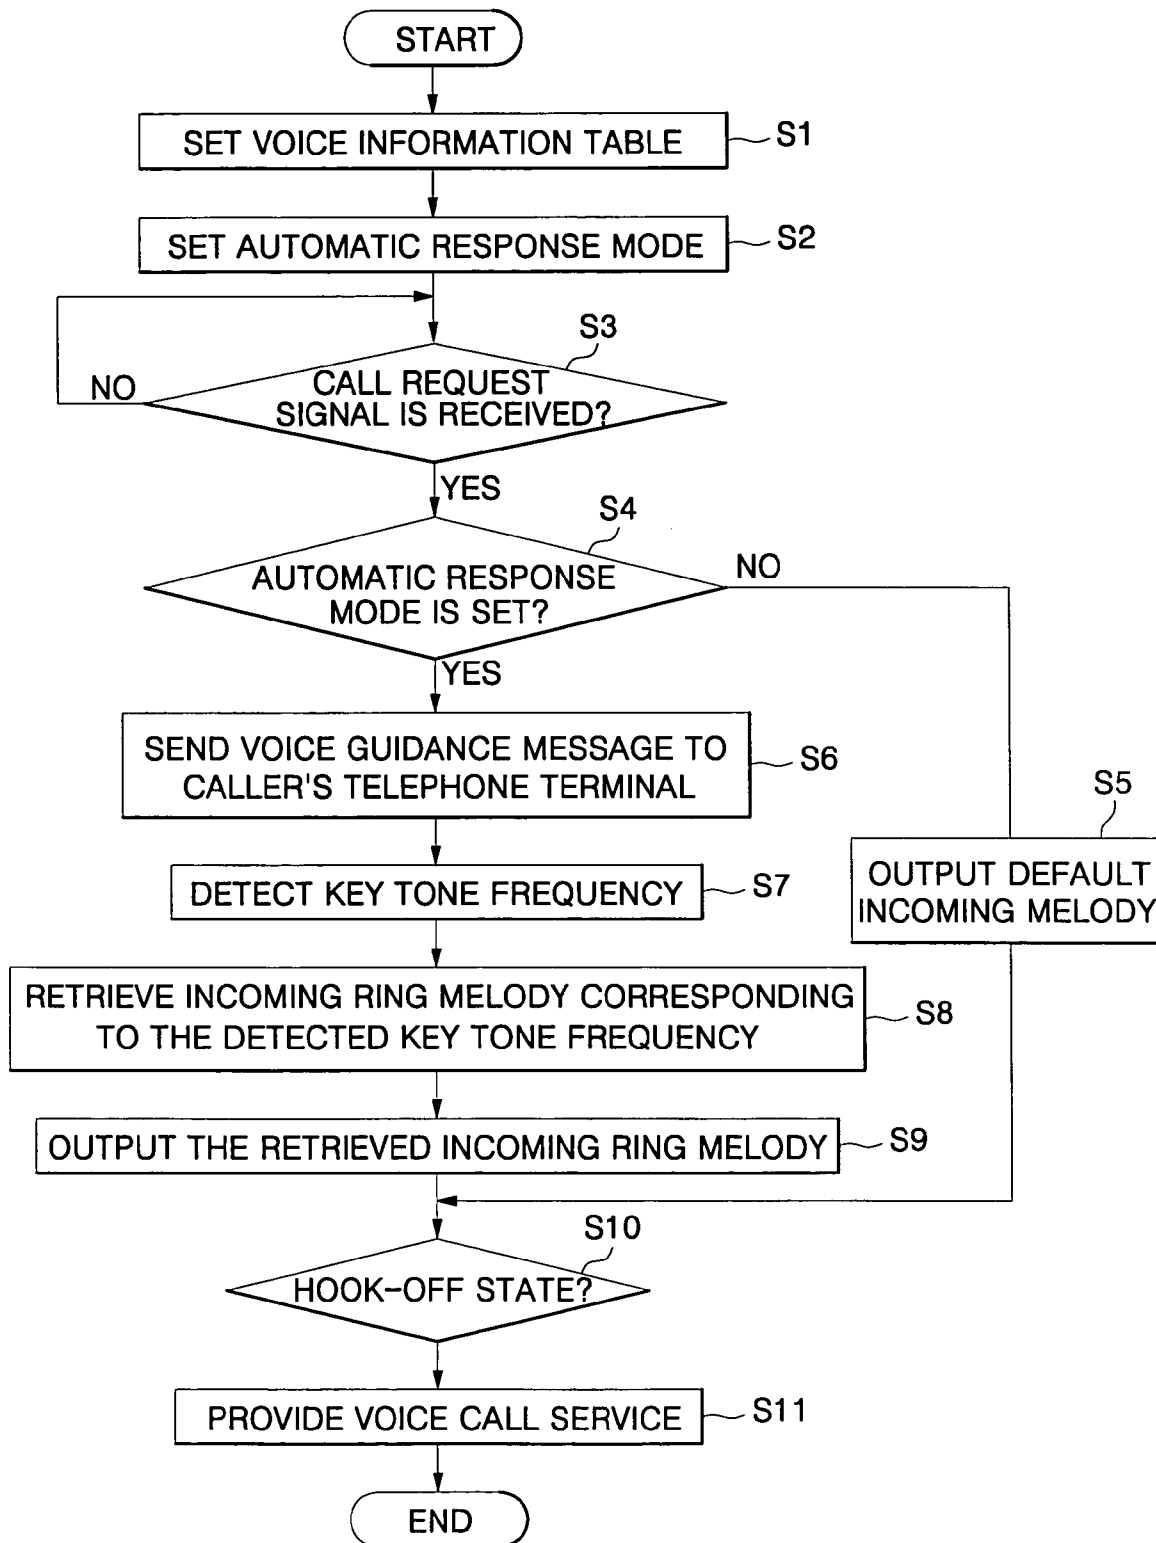 START
SET VOICE INFORMATION TABLE
S1
SET AUTOMATIC RESPONSE MODE
S2
S3
NO
CALL REQUEST
SIGNAL IS RECEIVED?
YES
S4
AUTOMATIC RESPONSE
MODE IS SET?
NO
YES
SEND VOICE GUIDANCE MESSAGE TO
CALLER'S TELEPHONE TERMINAL
S6
S5
OUTPUT DEFAULT
INCOMING MELODY
DETECT KEY TONE FREQUENCY
S7
RETRIEVE INCOMING RING MELODY CORRESPONDING
TO THE DETECTED KEY TONE FREQUENCY
S8
OUTPUT THE RETRIEVED INCOMING RING MELODY
S9
S10
HOOK-OFF STATE?
PROVIDE VOICE CALL SERVICE
S11
END